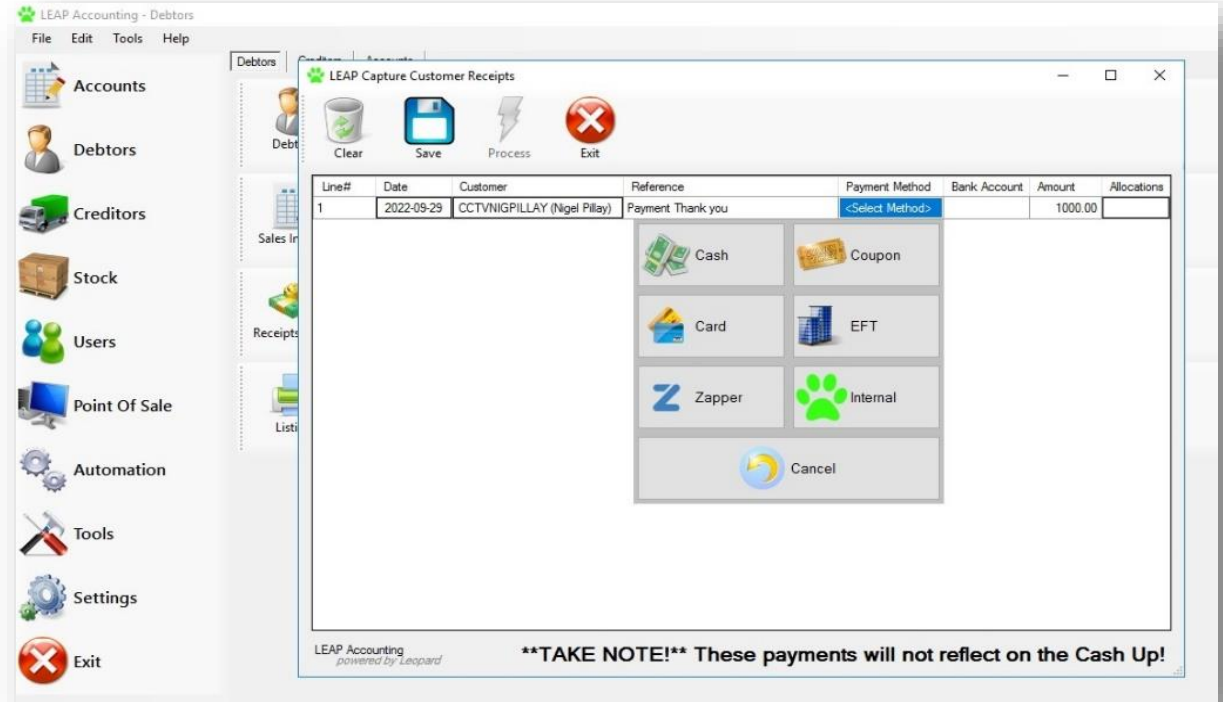 LEAP Accounting - Debtors
File Edit Tools Help
Accounts
Debtors
Creditors
Stock
Users
Point Of Sale
Automation
Tools
Settings
Exit
Debtors
Accounts
Receipts
LEAP Capture Customer Receipts
Clear Save Process Exit
Line# Date Customer Reference Payment Method Bank Account Amount Allocations
1 2022-09-29 CCTVNIGPILLAY (Nigel Pillay) Payment Thank you <Select Method> 1000.00
Cash Coupon
Card EFT
Zapper Internal
Cancel
LEAP Accounting
powered by Leopard
**TAKE NOTE!** These payments will not reflect on the Cash Up!